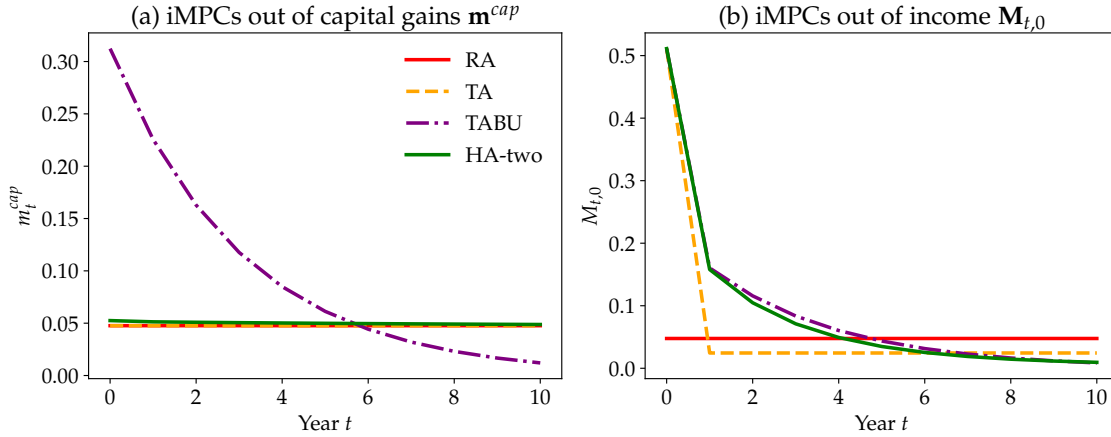 (a) iMPCs out of capital gains m^{cap}
0.30
0.25
0.20
0.15
0.10
0.05
0.00
m_t^{cap}
0 2 4 6 8 10
Year t
RA
TA
TABU
HA-two
(b) iMPCs out of income M_{t,0}
0.5
0.4
0.3
0.2
0.1
0.0
M_{t,0}
0 2 4 6 8 10
Year t